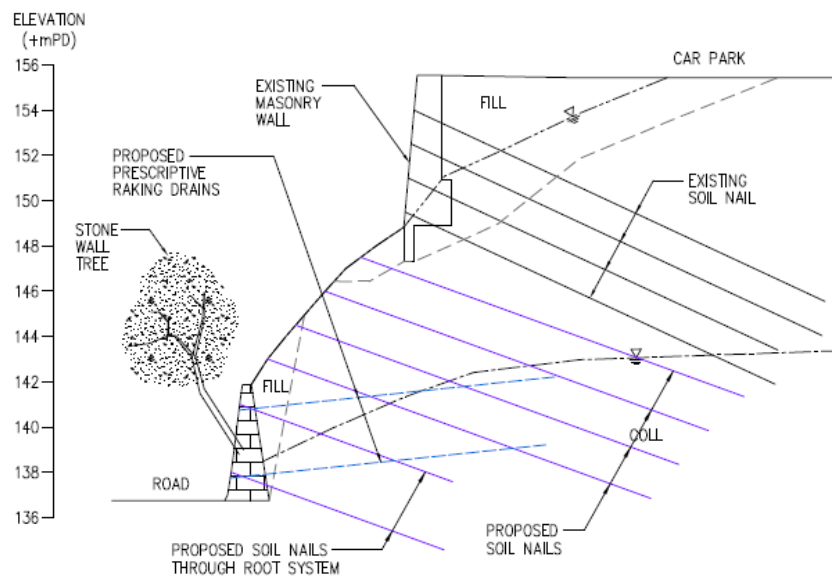 ELEVATION
(+mPD)
156
154
152
150
148
146
144
142
140
138
136
CAR PARK
EXISTING
MASONRY
WALL
FILL
PROPOSED
PRESCRIPTIVE
RAKING DRAINS
EXISTING
SOIL NAIL
STONE
WALL
TREE
FILL
COLL
ROAD
PROPOSED SOIL NAILS
THROUGH ROOT SYSTEM
PROPOSED
SOIL NAILS